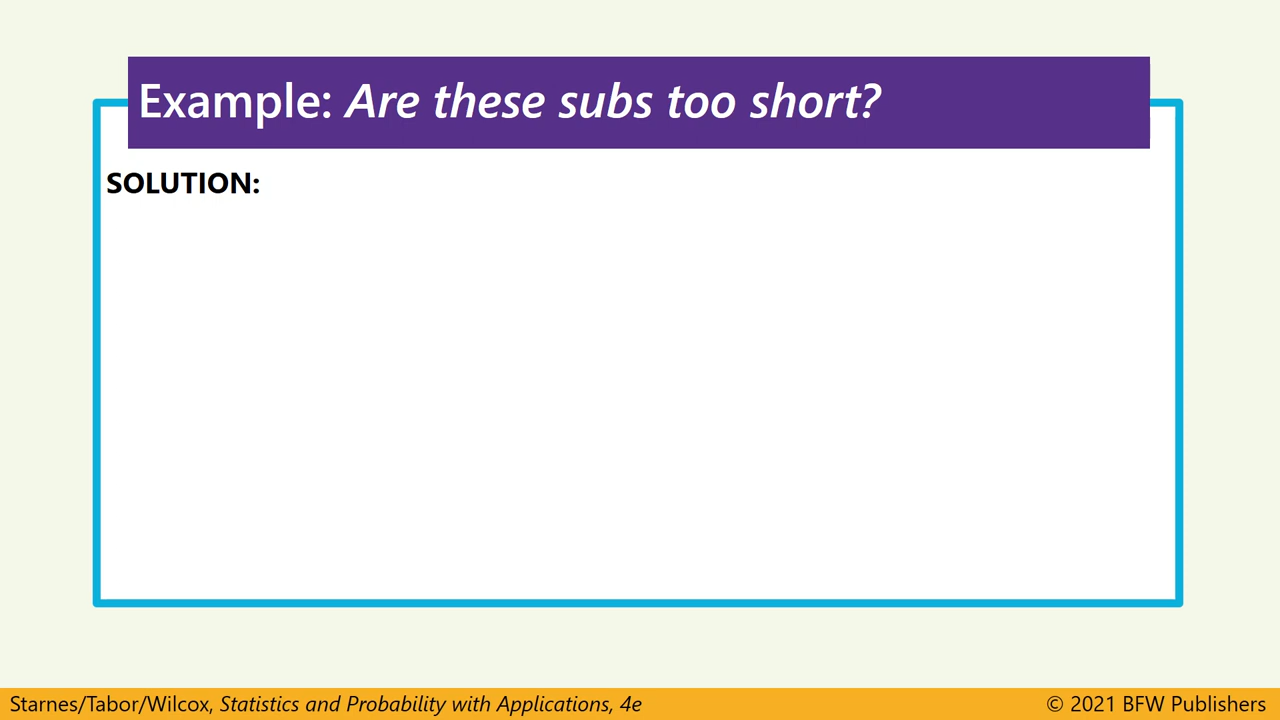 Example: Are these subs too short?
SOLUTION:
Starnes/Tabor/Wilcox, Statistics and Probability with Applications, 4e
© 2021 BFW Publishers